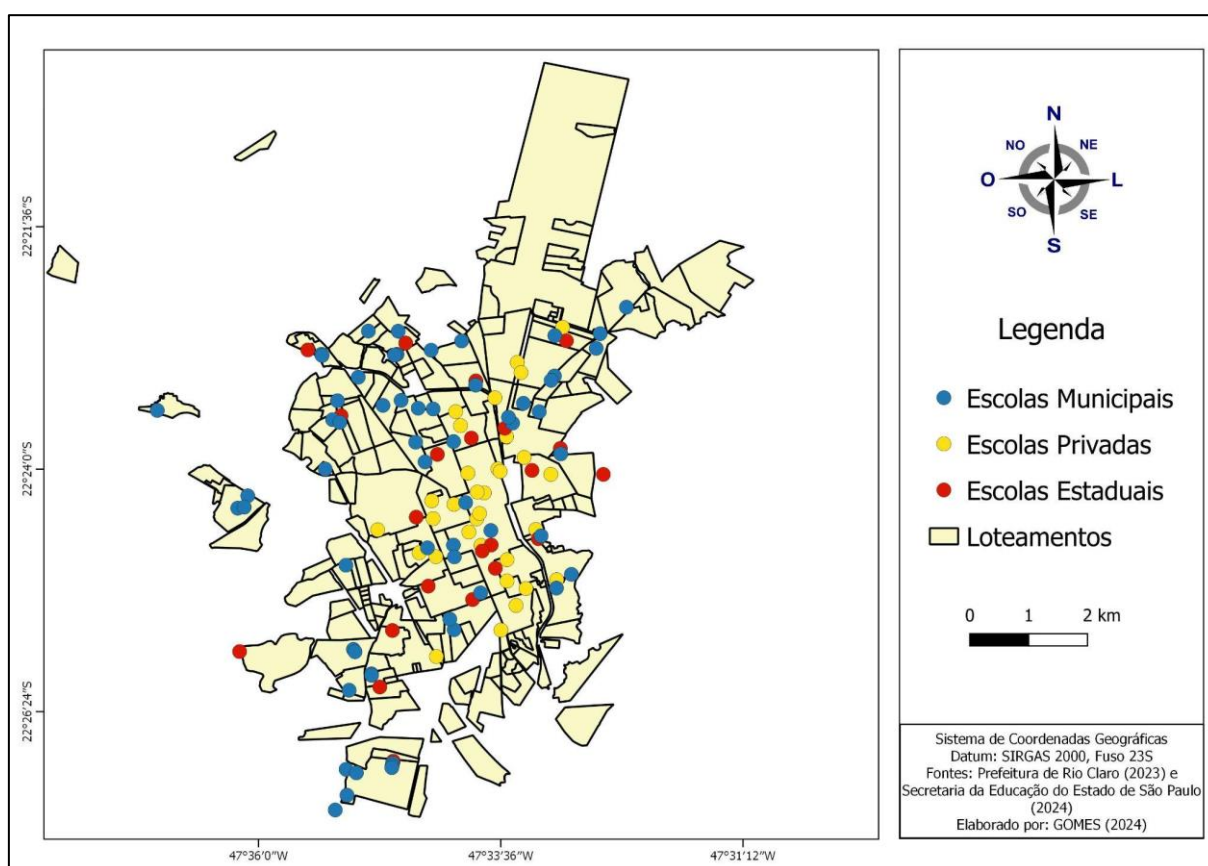 22°21'36"S
22°24'0"S
22°26'24"S
47°36'0"W
47°33'36"W
47°31'12"W
N
NO
NE
O
L
SO
SE
S
Legenda
Escolas Municipais
Escolas Privadas
Escolas Estaduais
Loteamentos
0 1 2 km
Sistema de Coordenadas Geográficas
Datum: SIRGAS 2000, Fuso 23S
Fontes: Prefeitura de Rio Claro (2023) e
Secretaria da Educação do Estado de São Paulo
(2024)
Elaborado por: GOMES (2024)